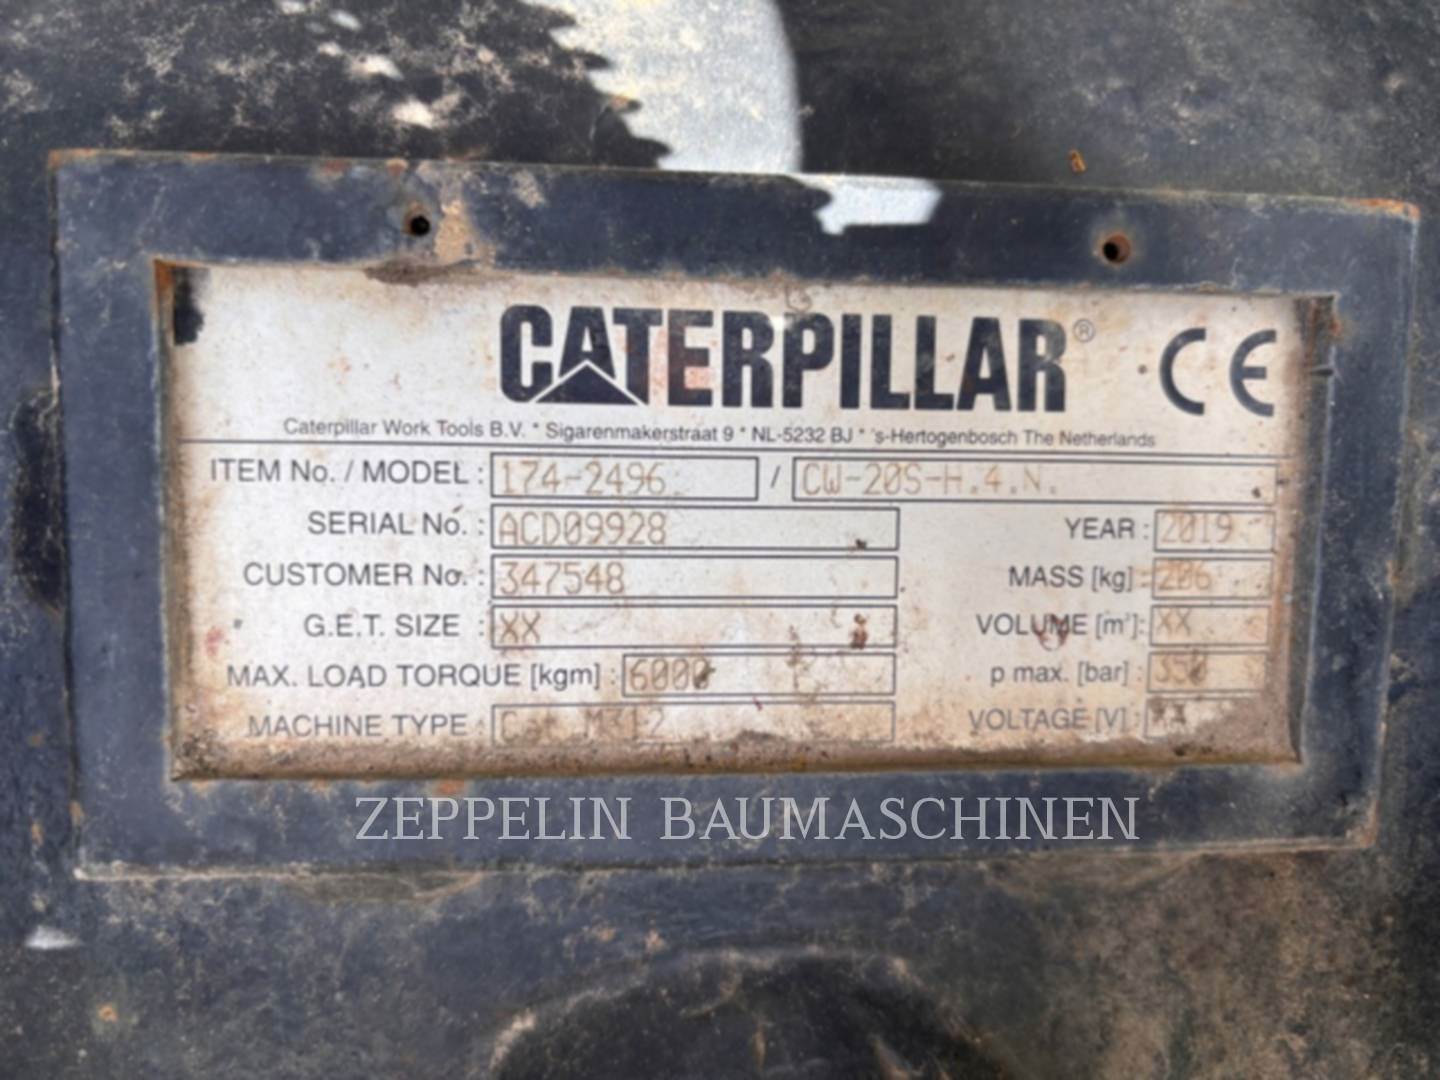 CATERPILLAR® CE
Caterpillar Work Tools B.V. * Sigarenmakerstraat 9 * NL-5232 BJ * 's-Hertogenbosch The Netherlands
ITEM No. / MODEL : 174-2496 / CW-20S-H.4.N.
SERIAL No. : ACD09928 YEAR : 2019
CUSTOMER No. : 347548 MASS [kg] : 206
G.E.T. SIZE : XX VOLUME [m³]: XX
MAX. LOAD TORQUE [kgm] : 6000 p max. [bar] : 350
MACHINE TYPE : M312 VOLTAGE [V] :
ZEPPELIN BAUMASCHINEN